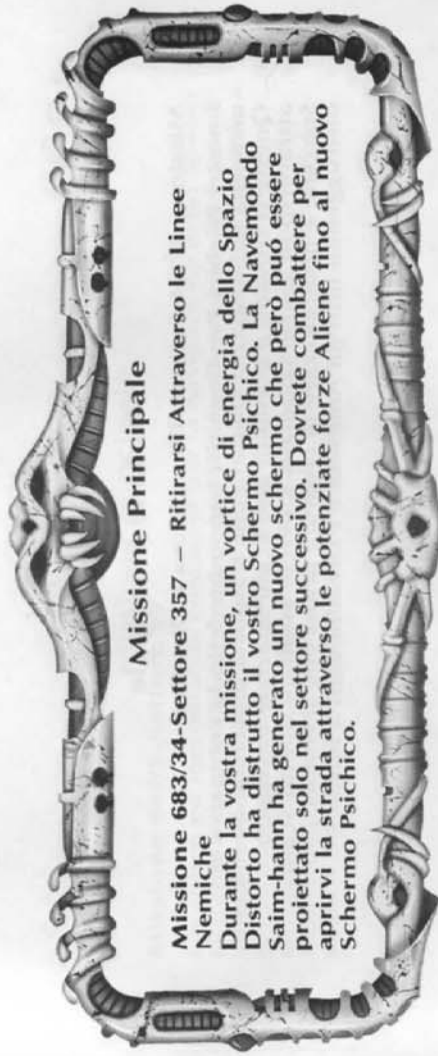 Missione Principale
Missione 683/34-Settore 357 – Ritirarsi Attraverso le Linee
Nemiche
Durante la vostra missione, un vortice di energia dello Spazio
Distorto ha distrutto il vostro Schermo Psichico. La Navemondo
Saim-hann ha generato un nuovo schermo che però puó essere
proiettato solo nel settore successivo. Dovrete combattere per
aprirvi la strada attraverso le potenziate forze Aliene fino al nuovo
Schermo Psichico.